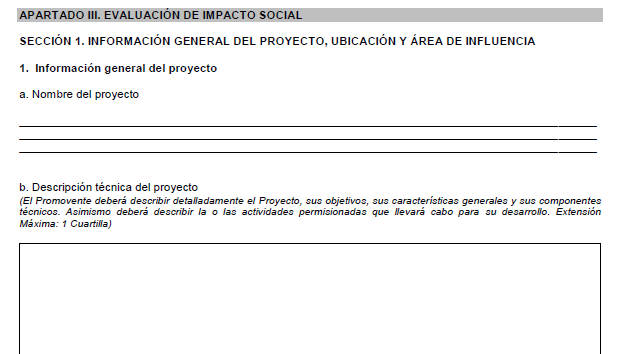 APARTADO III. EVALUACIÓN DE IMPACTO SOCIAL
SECCIÓN 1. INFORMACIÓN GENERAL DEL PROYECTO, UBICACIÓN Y ÁREA DE INFLUENCIA
1. Información general del proyecto
a. Nombre del proyecto
b. Descripción técnica del proyecto
(El Promovente deberá describir detalladamente el Proyecto, sus objetivos, sus características generales y sus componentes
técnicos. Asimismo deberá describir la o las actividades permisionadas que llevará cabo para su desarrollo. Extensión
Máxima: 1 Cuartilla)